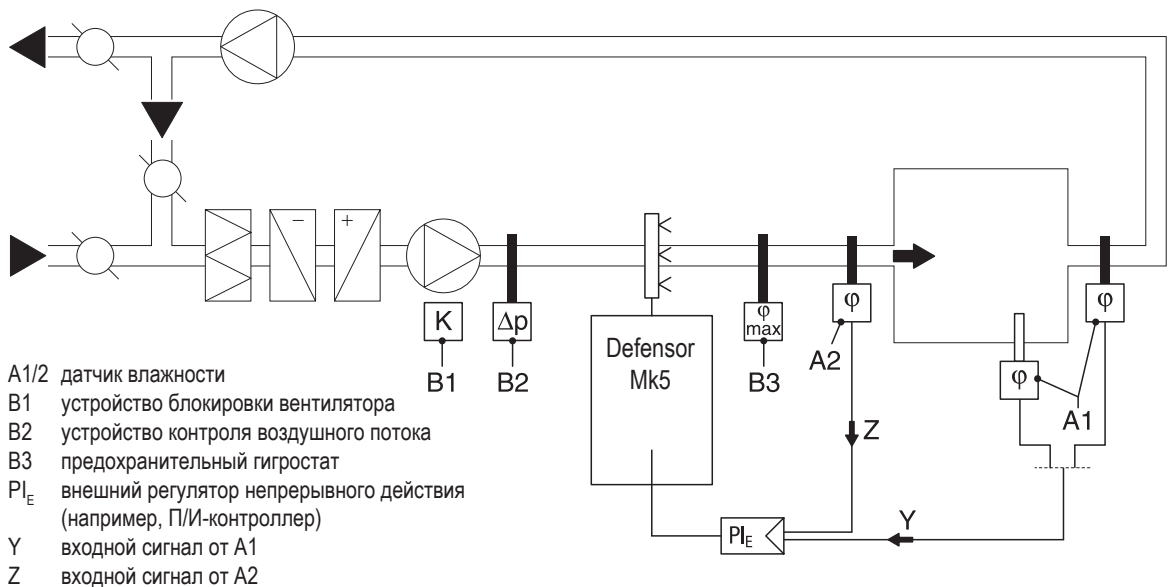 −
+
K
Δp
φ
max
φ
φ
φ
Defensor
Mk5
A2
B1
B2
B3
A1
Z
Y
PIE
A1/2 датчик влажности
B1 устройство блокировки вентилятора
B2 устройство контроля воздушного потока
B3 предохранительный гигростат
PIE внешний регулятор непрерывного действия
(например, П/И-контроллер)
Y входной сигнал от A1
Z входной сигнал от A2